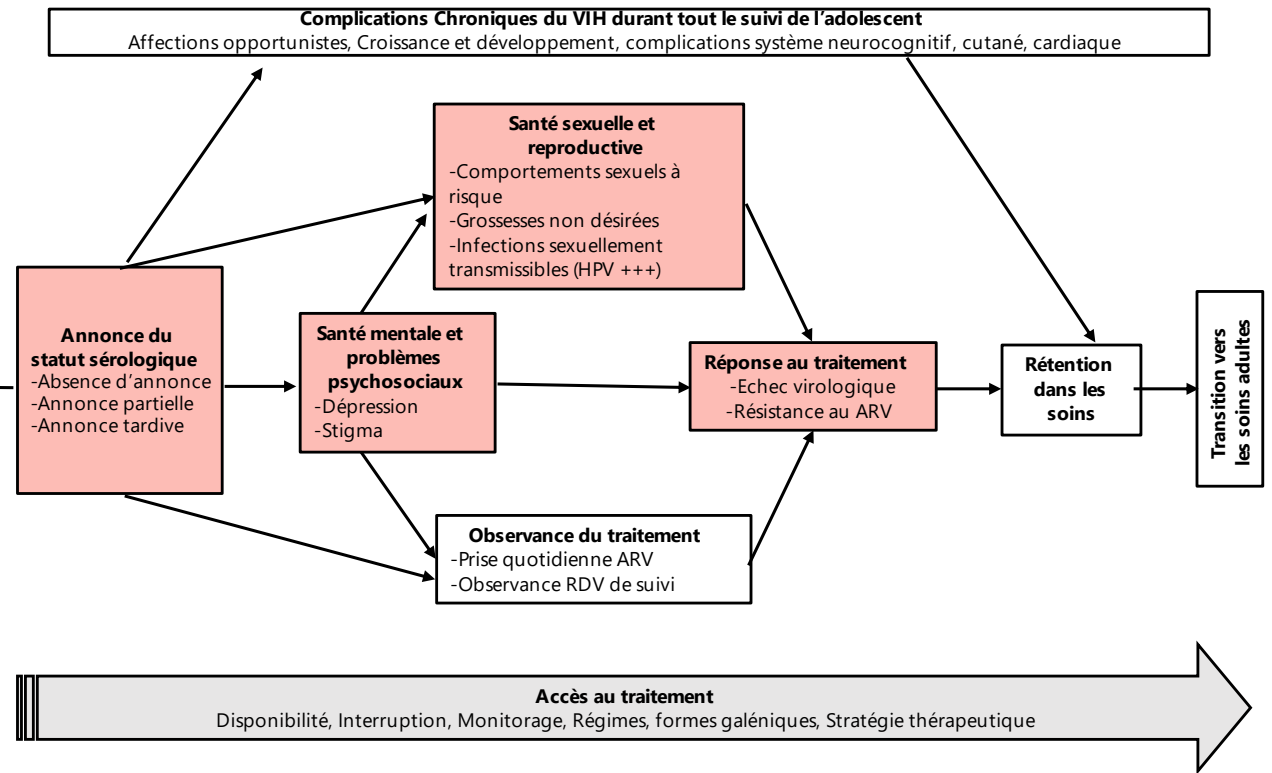 Complications Chroniques du VIH durant tout le suivi de l'adolescent
Affections opportunistes, Croissance et développement, complications système neurocognitif, cutané, cardiaque
Santé sexuelle et
reproductive
-Comportements sexuels à
risque
-Grossesses non désirées
-Infections sexuellement
transmissibles (HPV +++)
Annonce du
statut sérologique
-Absence d'annonce
-Annonce partielle
-Annonce tardive
Santé mentale et
problèmes
psychosociaux
-Dépression
-Stigma
Réponse au traitement
-Echec virologique
-Résistance au ARV
Rétention
dans les
soins
Transition vers
les soins adultes
Observance du traitement
-Prise quotidienne ARV
-Observance RDV de suivi
Accès au traitement
Disponibilité, Interruption, Monitorage, Régimes, formes galéniques, Stratégie thérapeutique